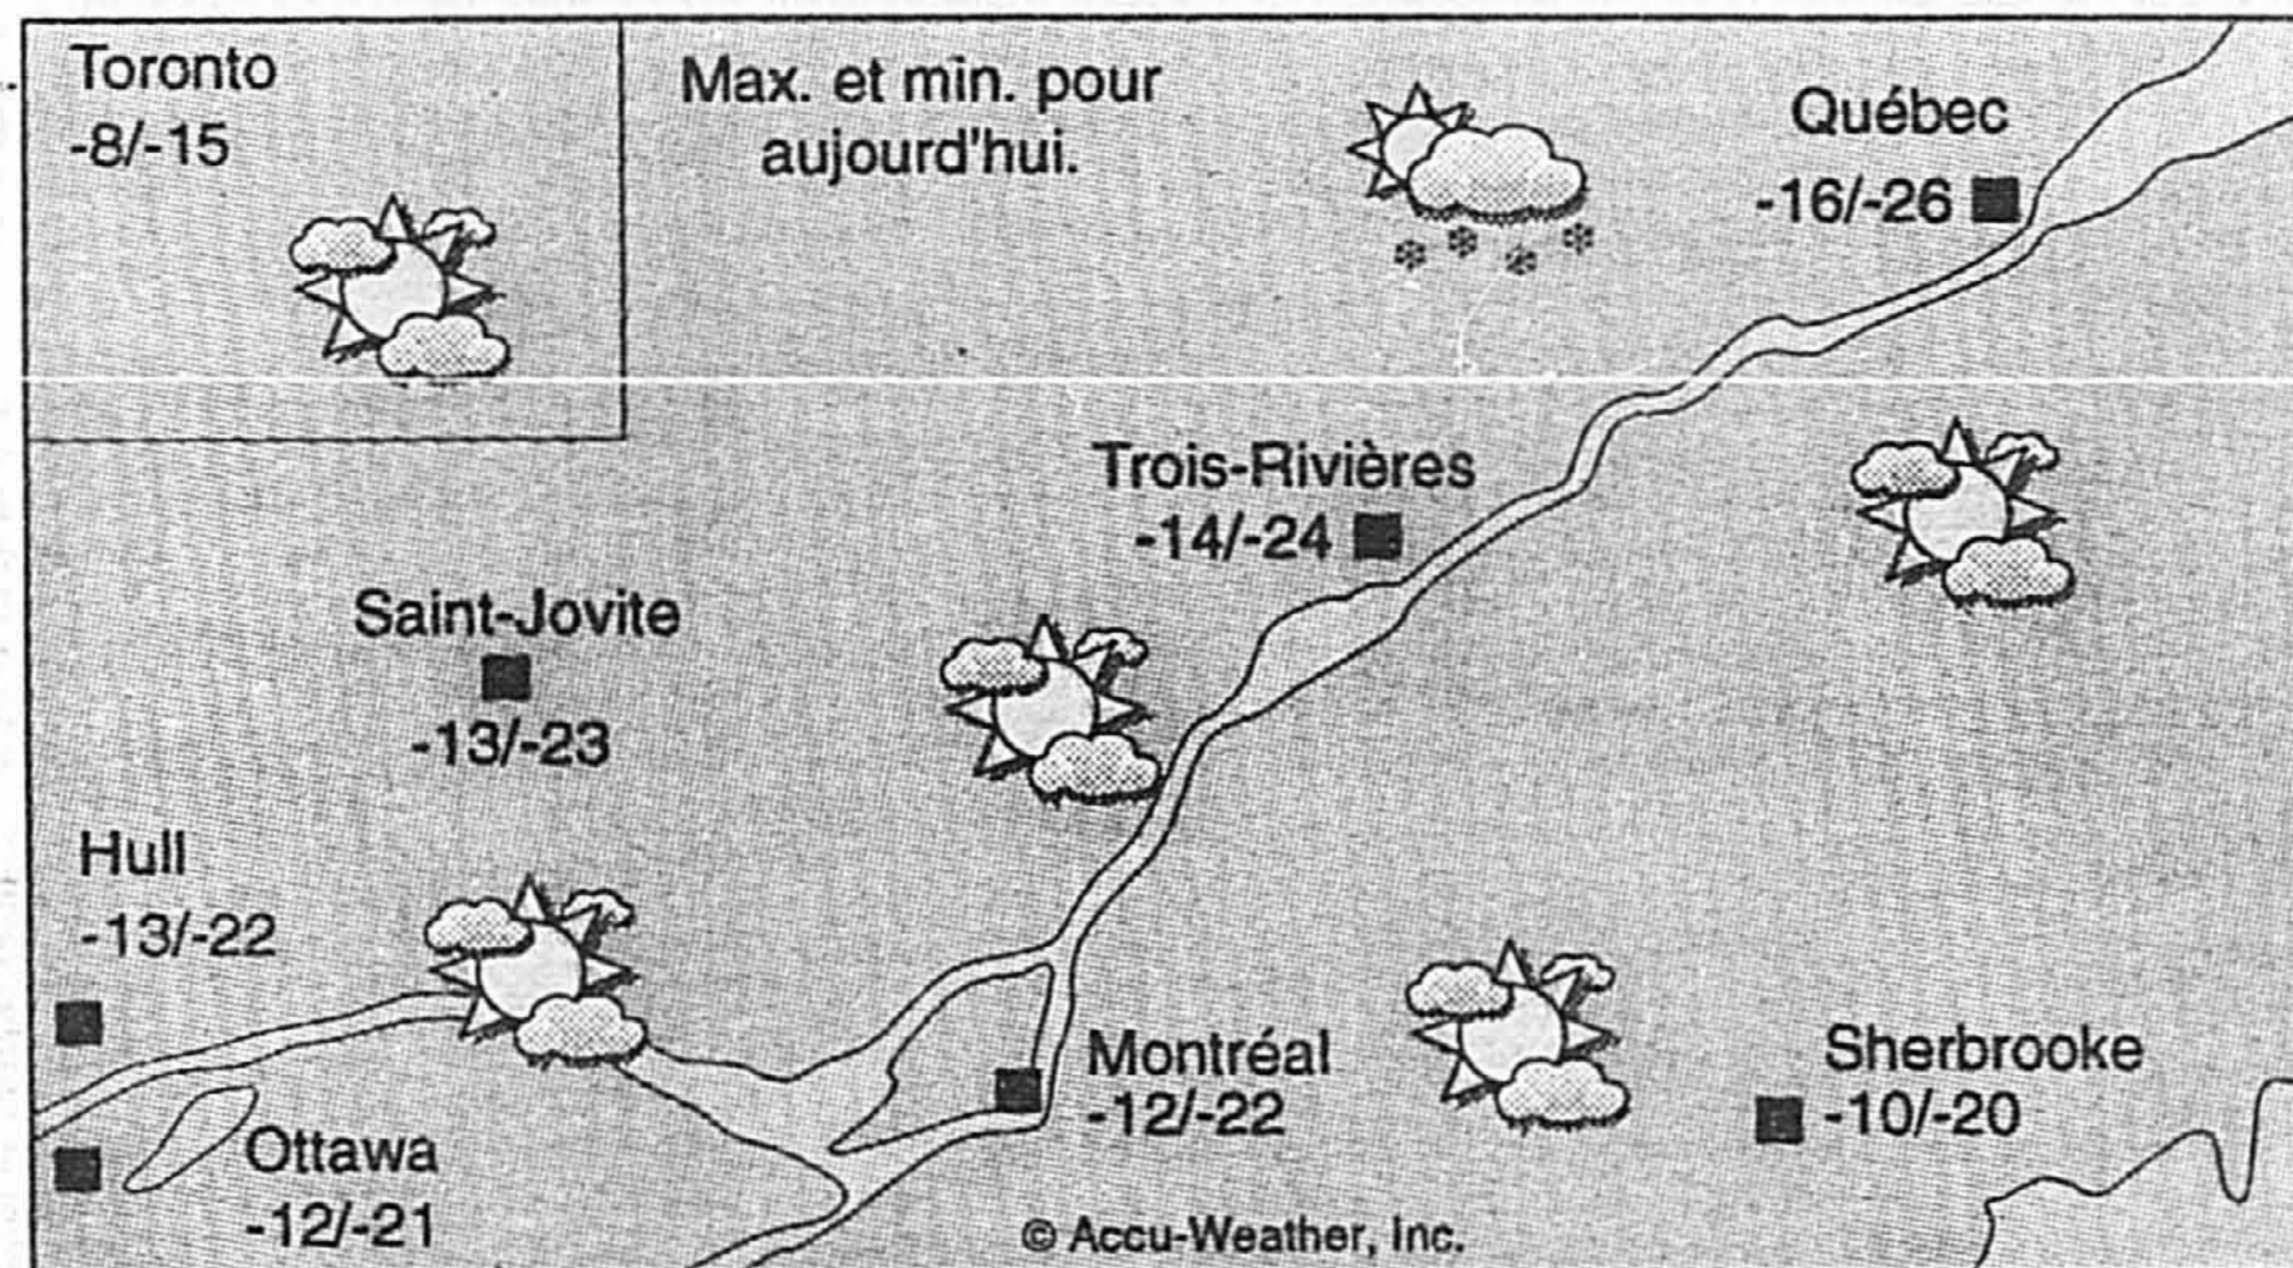 Toronto
-8/-15
Max. et min. pour
aujourd'hui.
Québec
-16/-26
Trois-Rivières
-14/-24
Saint-Jovite
-13/-23
Hull
-13/-22
Montréal
-12/-22
Sherbrooke
-10/-20
Ottawa
-12/-21
© Accu-Weather, Inc.